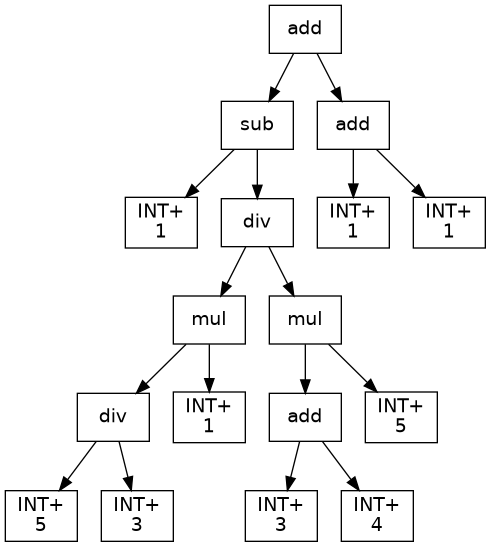 add
sub
add
INT+
1
div
INT+
1
INT+
1
mul
mul
div
INT+
1
add
INT+
5
INT+
5
INT+
3
INT+
3
INT+
4